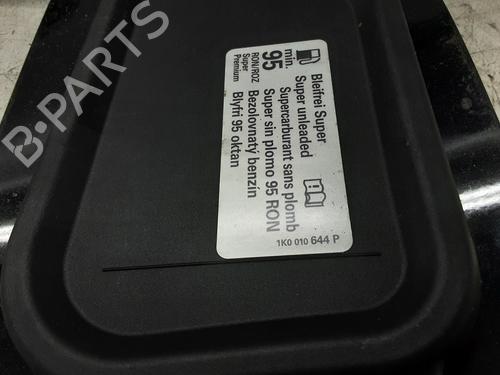 min.
95
RON/ROZ
Super
Premium
Bleifrei Super
Super unleaded
Supercarburant sans plomb
Super sin plomo 95 RON
Bezolovnatý benzín
Blyfri 95 oktan
1K0 010 644 P
B-PARTS